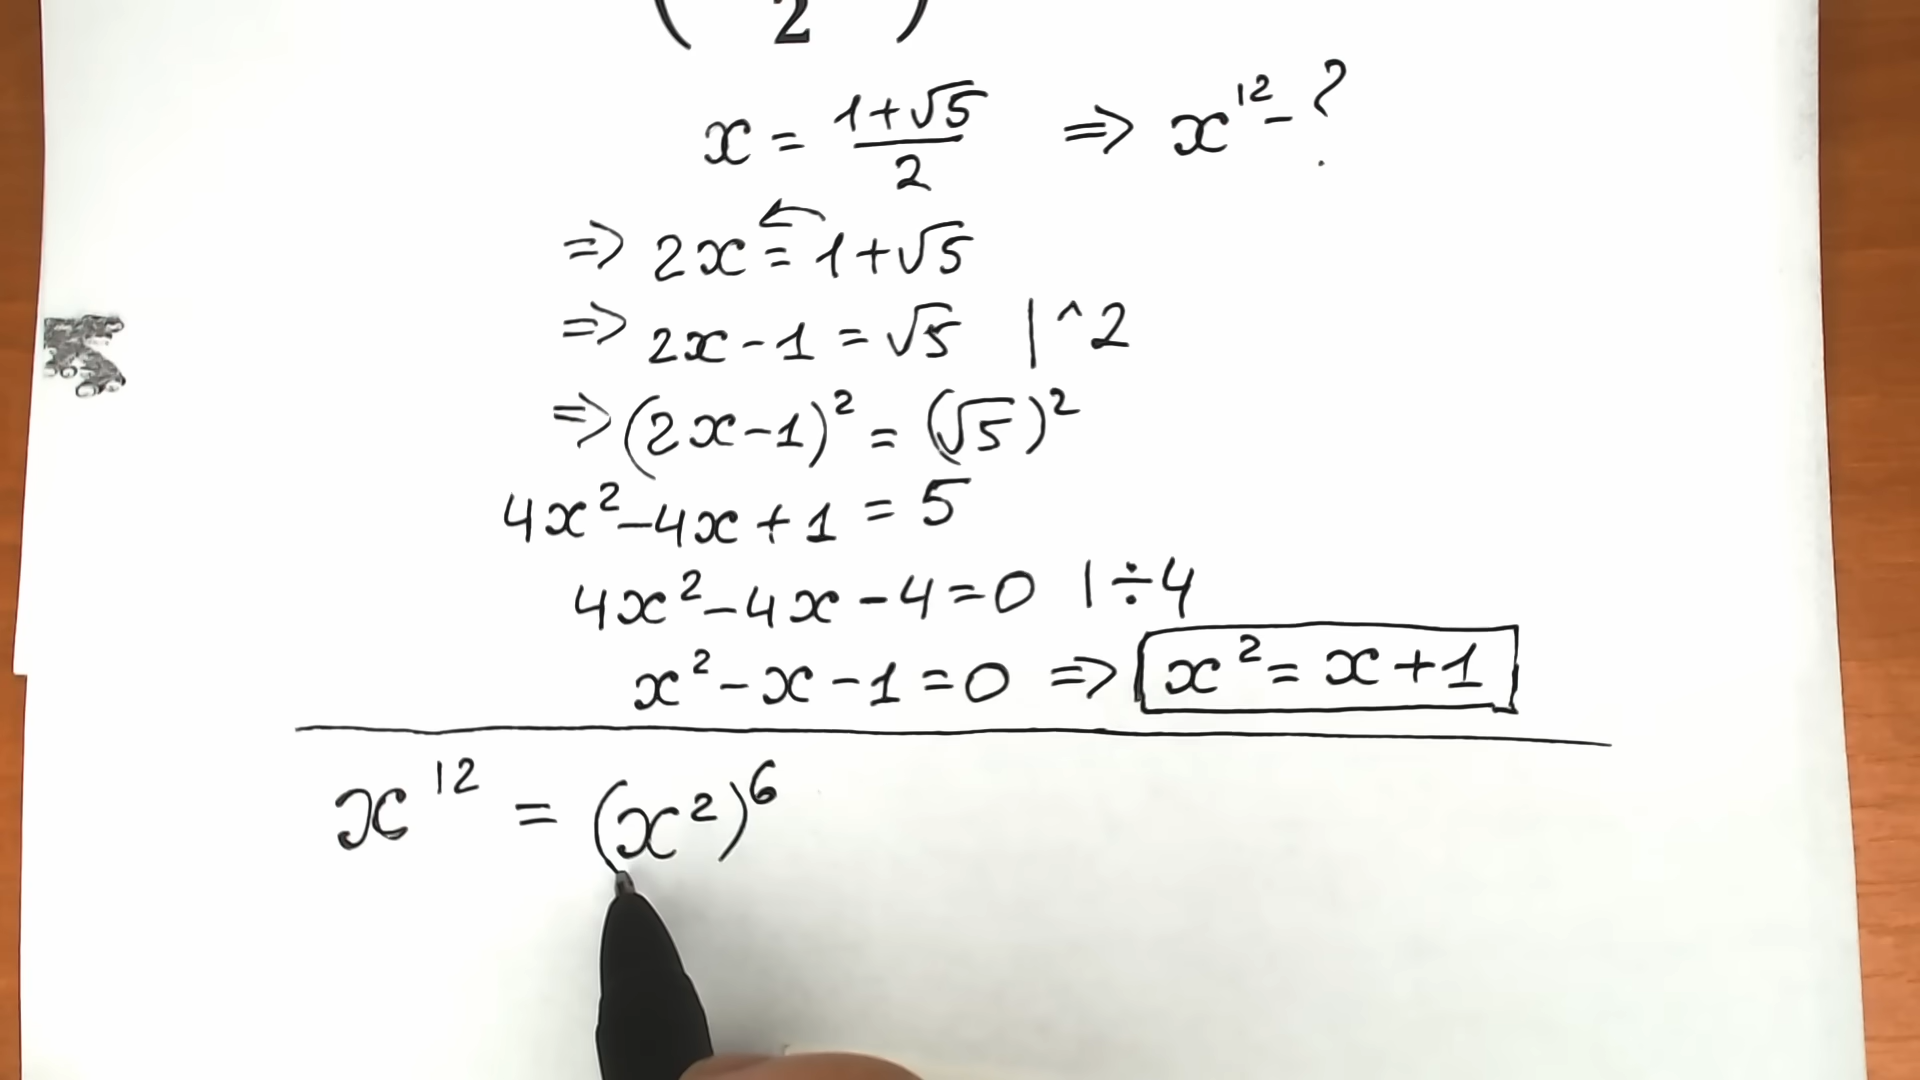 ( 2 )
x = (1+√5)/2 ⇒ x¹² - ?
⇒ 2x = 1+√5
⇒ 2x-1 = √5 | ^2
⇒ (2x-1)² = (√5)²
4x²-4x+1 = 5
4x²-4x-4=0 | ÷4
x²-x-1=0 ⇒ x²= x+1
x¹² = (x²)⁶